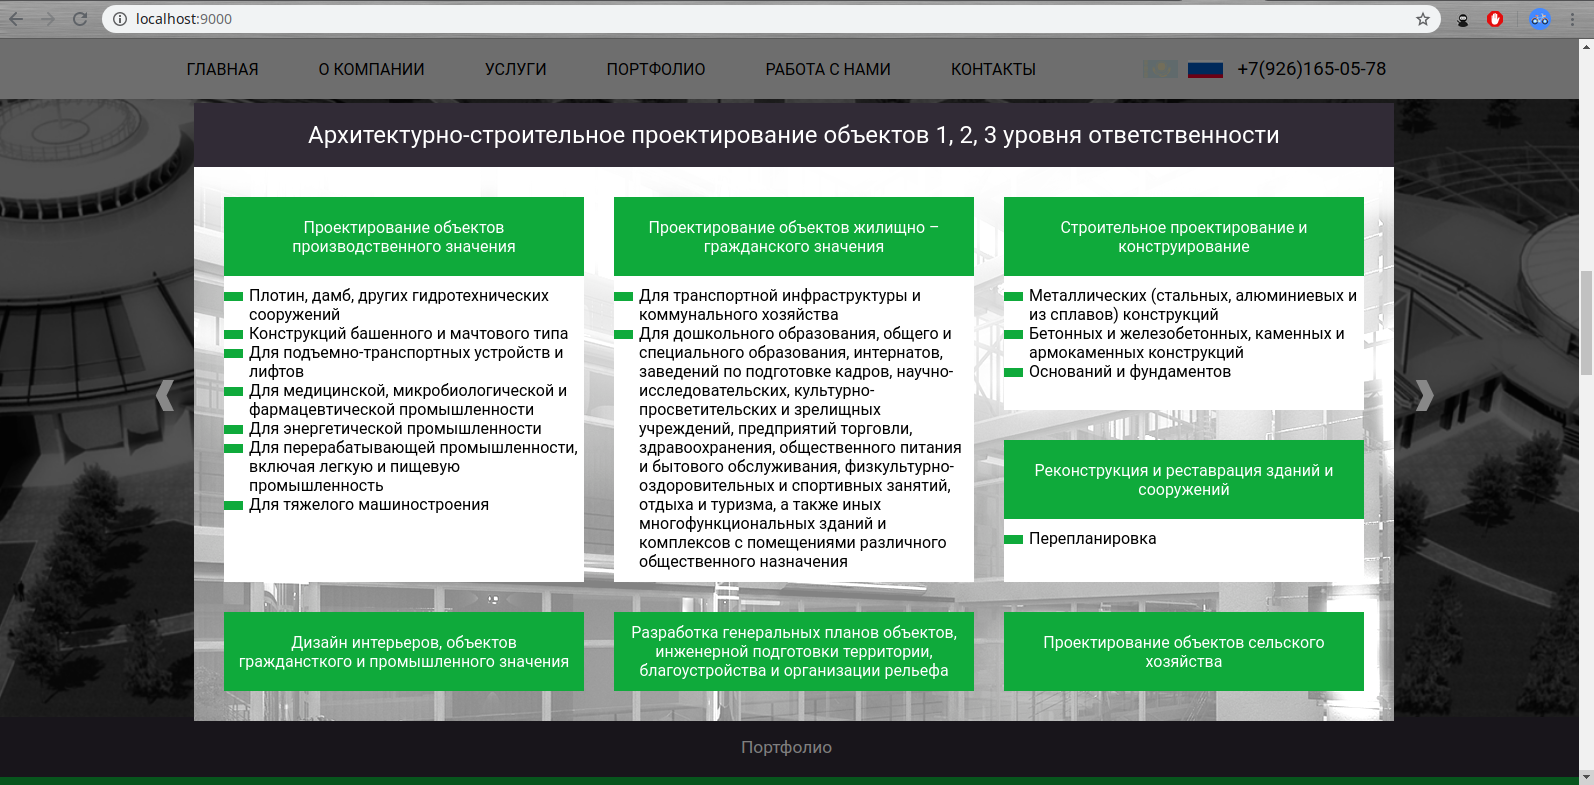 localhost:9000
ГЛАВНАЯ О КОМПАНИИ УСЛУГИ ПОРТФОЛИО РАБОТА С НАМИ КОНТАКТЫ +7(926)165-05-78
Архитектурно-строительное проектирование объектов 1, 2, 3 уровня ответственности
Проектирование объектов
производственного значения
Плотин, дамб, других гидротехнических
сооружений
Конструкций башенного и мачтового типа
Для подъемно-транспортных устройств и
лифтов
Для медицинской, микробиологической и
фармацевтической промышленности
Для энергетической промышленности
Для перерабатывающей промышленности,
включая легкую и пищевую
промышленность
Для тяжелого машиностроения
Проектирование объектов жилищно –
гражданского значения
Для транспортной инфраструктуры и
коммунального хозяйства
Для дошкольного образования, общего и
специального образования, интернатов,
заведений по подготовке кадров, научно-
исследовательских, культурно-
просветительских и зрелищных
учреждений, предприятий торговли,
здравоохранения, общественного питания
и бытового обслуживания, физкультурно-
оздоровительных и спортивных занятий,
отдыха и туризма, а также иных
многофункциональных зданий и
комплексов с помещениями различного
общественного назначения
Строительное проектирование и
конструирование
Металлических (стальных, алюминиевых и
из сплавов) конструкций
Бетонных и железобетонных, каменных и
армокаменных конструкций
Оснований и фундаментов
Реконструкция и реставрация зданий и
сооружений
Перепланировка
Дизайн интерьеров, объектов
гражданстκого и промышленного значения
Разработка генеральных планов объектов,
инженерной подготовки территории,
благоустройства и организации рельефа
Проектирование объектов сельского
хозяйства
Портфолио